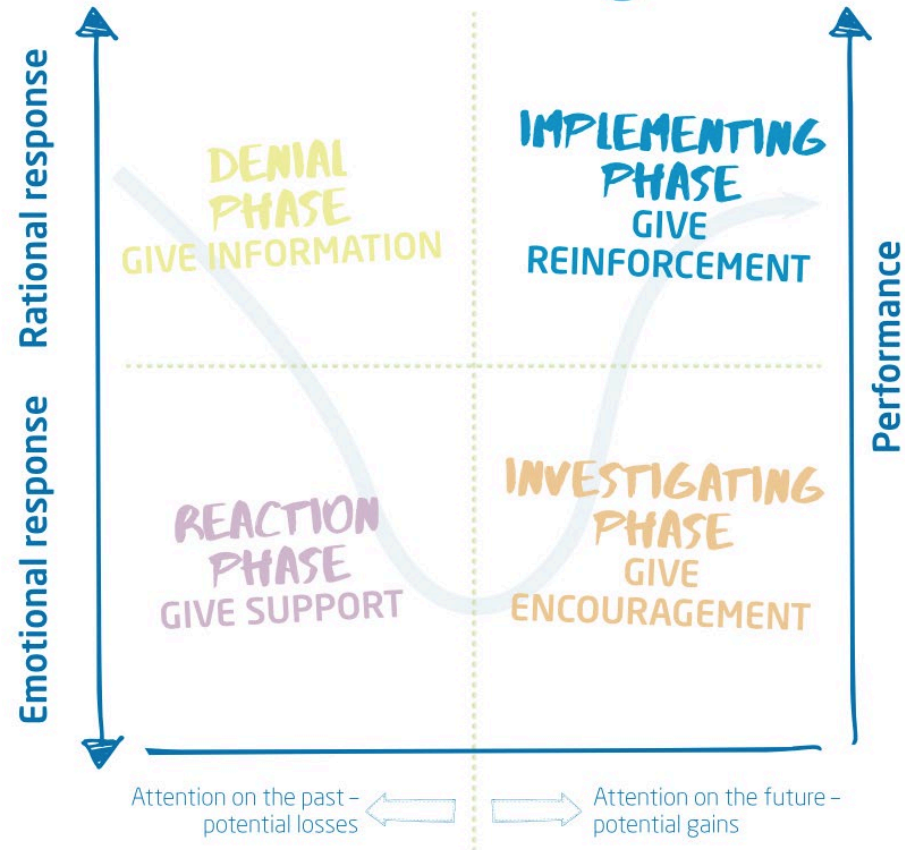 Rational response
Emotional response
DENIAL
PHASE
GIVE INFORMATION
IMPLEMENTING
PHASE
GIVE
REINFORCEMENT
REACTION
PHASE
GIVE SUPPORT
INVESTIGATING
PHASE
GIVE
ENCOURAGEMENT
Performance
Attention on the past –
potential losses
Attention on the future –
potential gains